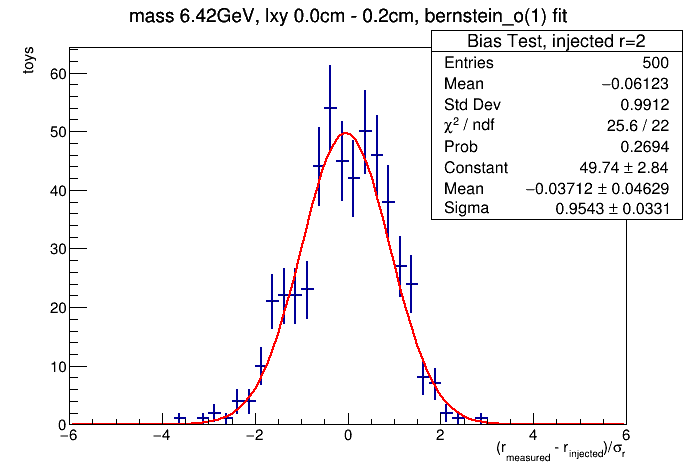 mass 6.42GeV, lxy 0.0cm - 0.2cm, bernstein_o(1) fit
toys
Bias Test, injected r=2
Entries 500
Mean −0.06123
Std Dev 0.9912
χ² / ndf 25.6 / 22
Prob 0.2694
Constant 49.74 ± 2.84
Mean −0.03712 ± 0.04629
Sigma 0.9543 ± 0.0331
60
50
40
30
20
10
0
−6 −4 −2 0 2 4 6
(r_measured - r_injected)/σ_r